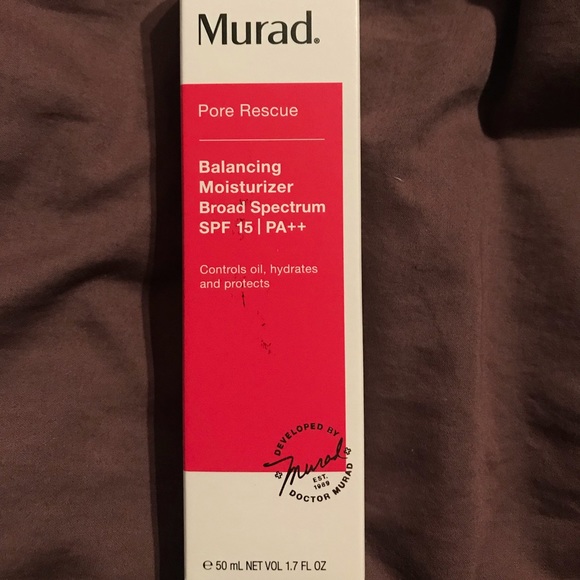 Murad®
Pore Rescue
Balancing
Moisturizer
Broad Spectrum
SPF 15 | PA++
Controls oil, hydrates
and protects
DEVELOPED BY
Murad
EST.
1989
DOCTOR MURAD
℮ 50 mL NET VOL 1.7 FL OZ